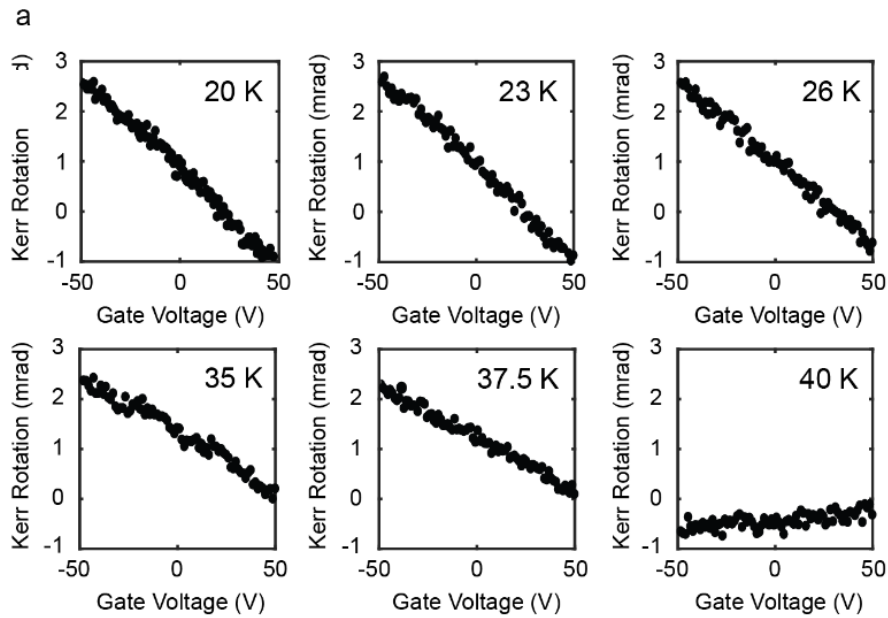 a
Kerr Rotation (mrad)
3
2
1
0
-1
20 K
-50
0
50
Gate Voltage (V)
Kerr Rotation (mrad)
3
2
1
0
-1
23 K
-50
0
50
Gate Voltage (V)
Kerr Rotation (mrad)
3
2
1
0
-1
26 K
-50
0
50
Gate Voltage (V)
Kerr Rotation (mrad)
3
2
1
0
-1
35 K
-50
0
50
Gate Voltage (V)
Kerr Rotation (mrad)
3
2
1
0
-1
37.5 K
-50
0
50
Gate Voltage (V)
Kerr Rotation (mrad)
3
2
1
0
-1
40 K
-50
0
50
Gate Voltage (V)